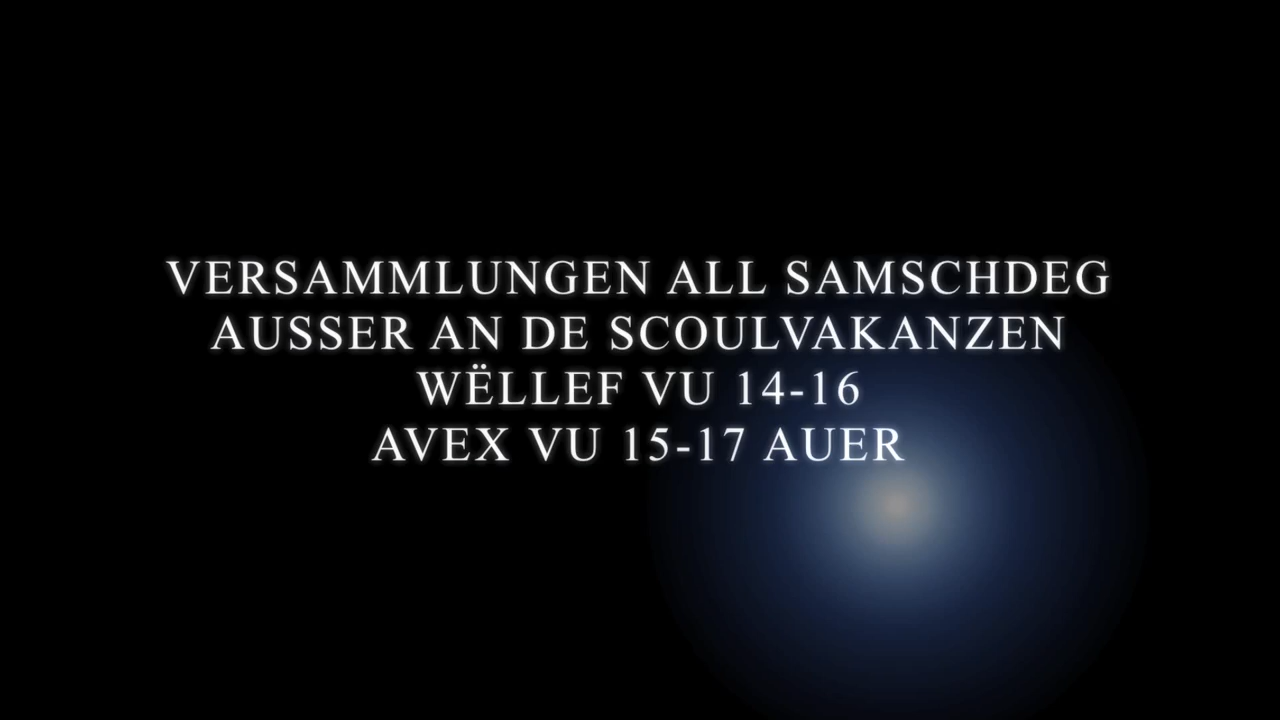 VERSAMMLUNGEN ALL SAMSCHDEG
AUSSER AN DE SCOULVAKANZEN
WËLLEF VU 14-16
AVEX VU 15-17 AUER